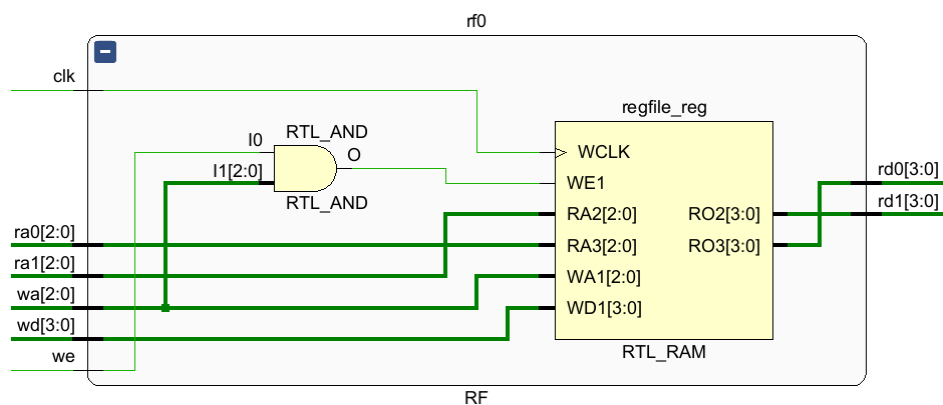 rf0
clk
regfile_reg
RTL_AND
I0
O
WCLK
I1[2:0]
rd0[3:0]
WE1
RTL_AND
rd1[3:0]
RA2[2:0]
RO2[3:0]
ra0[2:0]
RA3[2:0]
RO3[3:0]
ra1[2:0]
WA1[2:0]
wa[2:0]
WD1[3:0]
wd[3:0]
we
RTL_RAM
RF